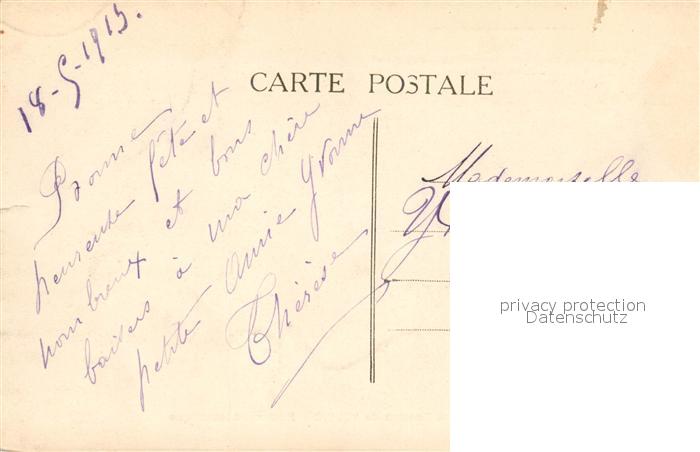 18-5-1913.
CARTE POSTALE
Bonne
heureuse fête et
nombreux et bons
baisers à ma chère
petite amie Yvonne
Thérèse
Mademoiselle
privacy protection
Datenschutz